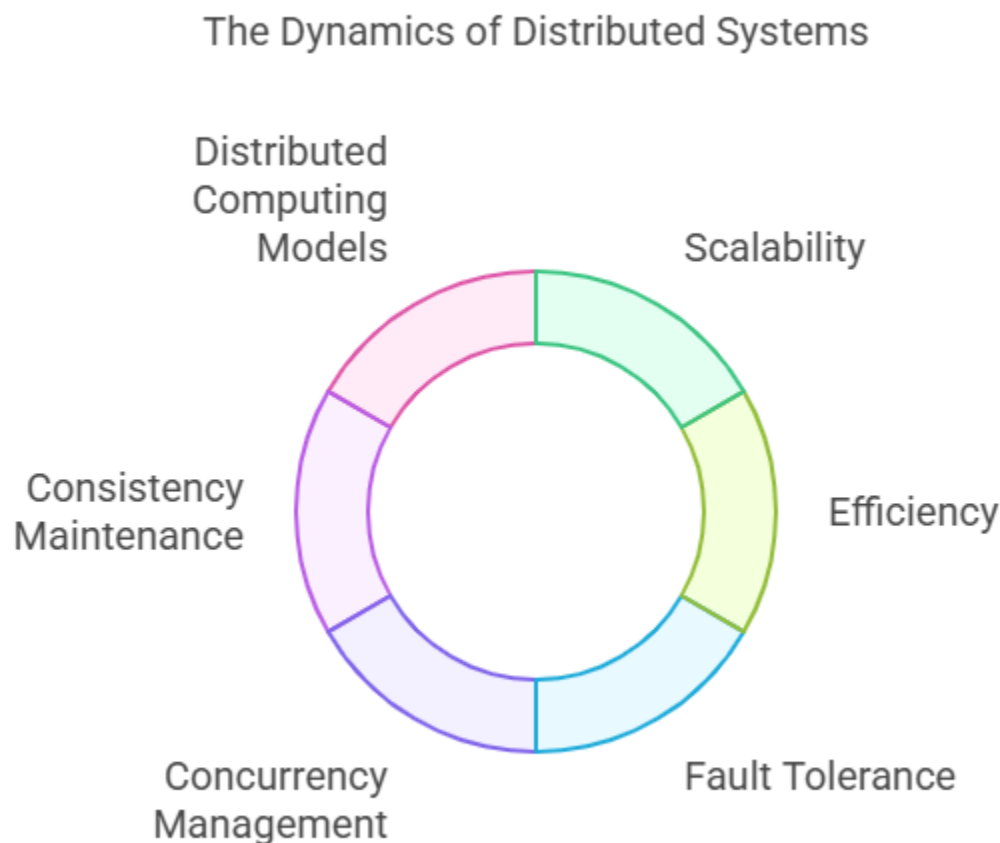 The Dynamics of Distributed Systems
Distributed
Computing
Models
Scalability
Consistency
Maintenance
Efficiency
Concurrency
Management
Fault Tolerance